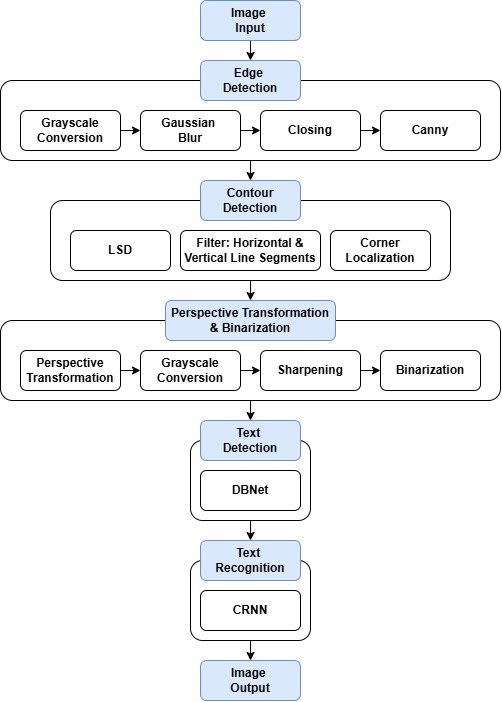 Image
Input
Edge
Detection
Grayscale
Conversion
Gaussian
Blur
Closing
Canny
Contour
Detection
LSD
Filter: Horizontal &
Vertical Line Segments
Corner
Localization
Perspective Transformation
& Binarization
Perspective
Transformation
Grayscale
Conversion
Sharpening
Binarization
Text
Detection
DBNet
Text
Recognition
CRNN
Image
Output